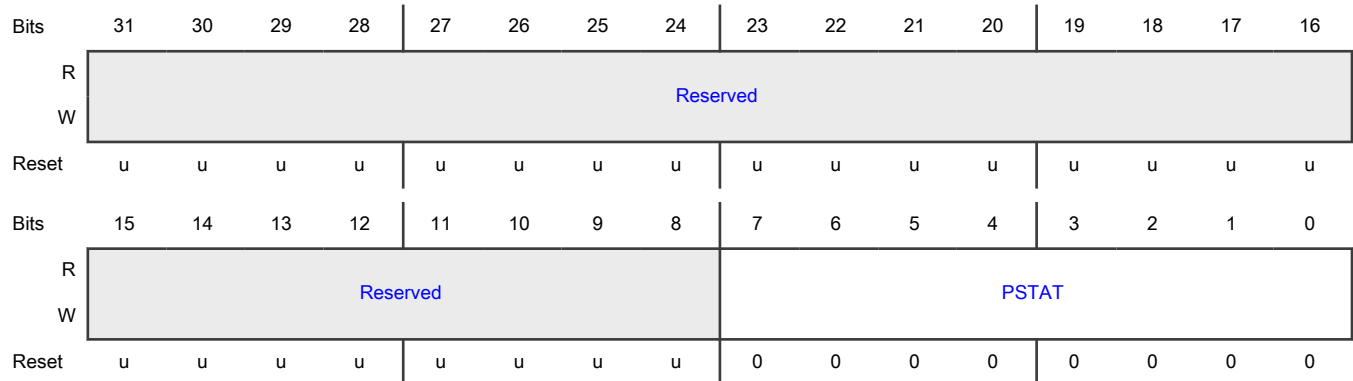 Bits 31 30 29 28 27 26 25 24 23 22 21 20 19 18 17 16
R
Reserved
W
Reset u u u u u u u u u u u u u u u u
Bits 15 14 13 12 11 10 9 8 7 6 5 4 3 2 1 0
R
Reserved PSTAT
W
Reset u u u u u u u u 0 0 0 0 0 0 0 0